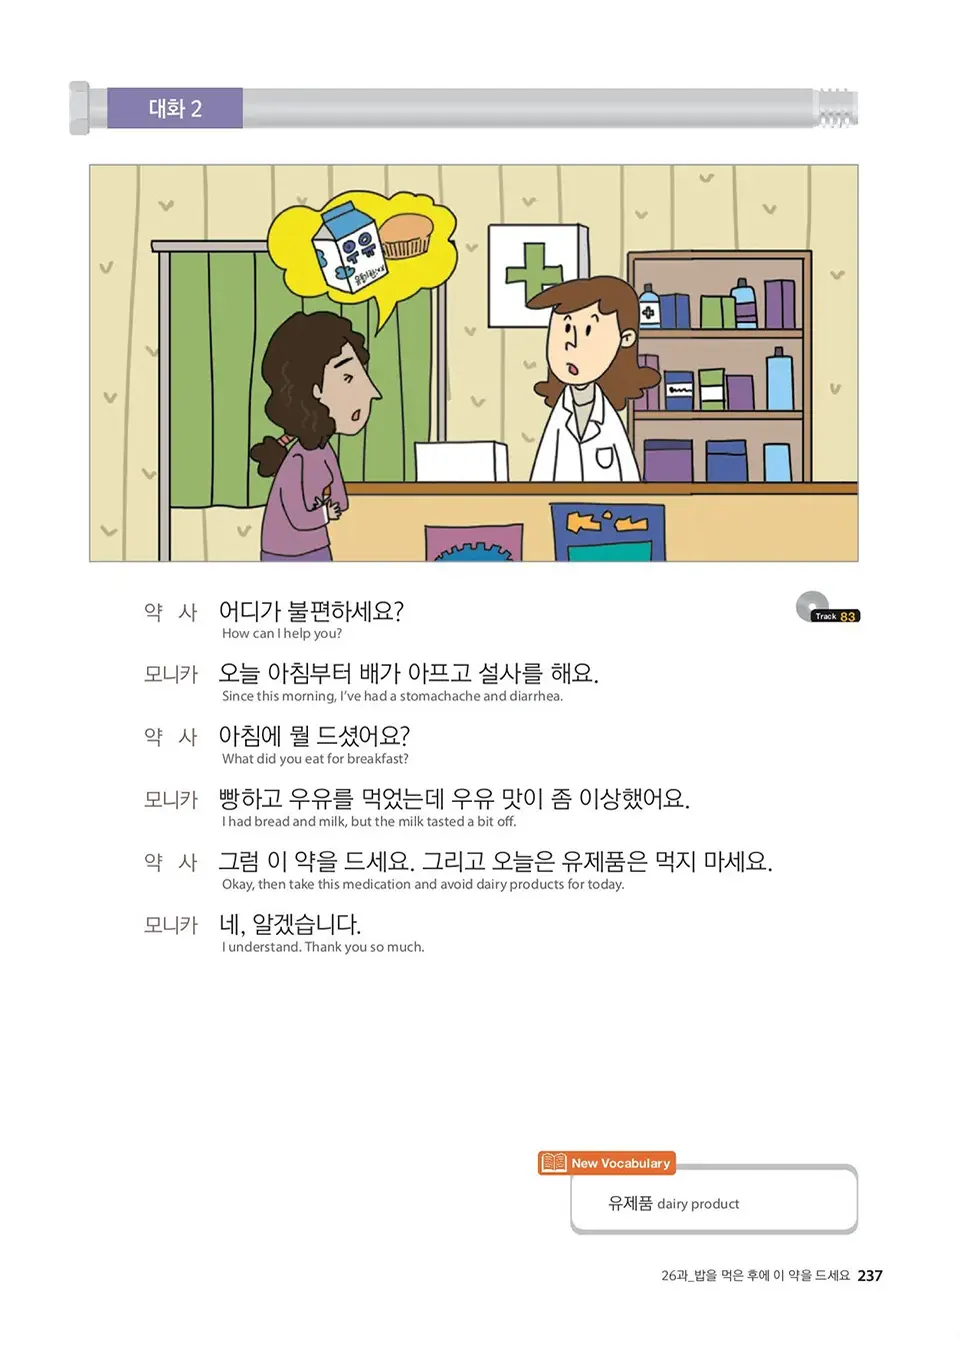 대화 2
우유
약 사 어디가 불편하세요?
How can I help you?
Track 83
모니카 오늘 아침부터 배가 아프고 설사를 해요.
Since this morning, I've had a stomachache and diarrhea.
약 사 아침에 뭘 드셨어요?
What did you eat for breakfast?
모니카 빵하고 우유를 먹었는데 우유 맛이 좀 이상했어요.
I had bread and milk, but the milk tasted a bit off.
약 사 그럼 이 약을 드세요. 그리고 오늘은 유제품은 먹지 마세요.
Okay, then take this medication and avoid dairy products for today.
모니카 네, 알겠습니다.
I understand. Thank you so much.
New Vocabulary
유제품 dairy product
26과_밥을 먹은 후에 이 약을 드세요 237